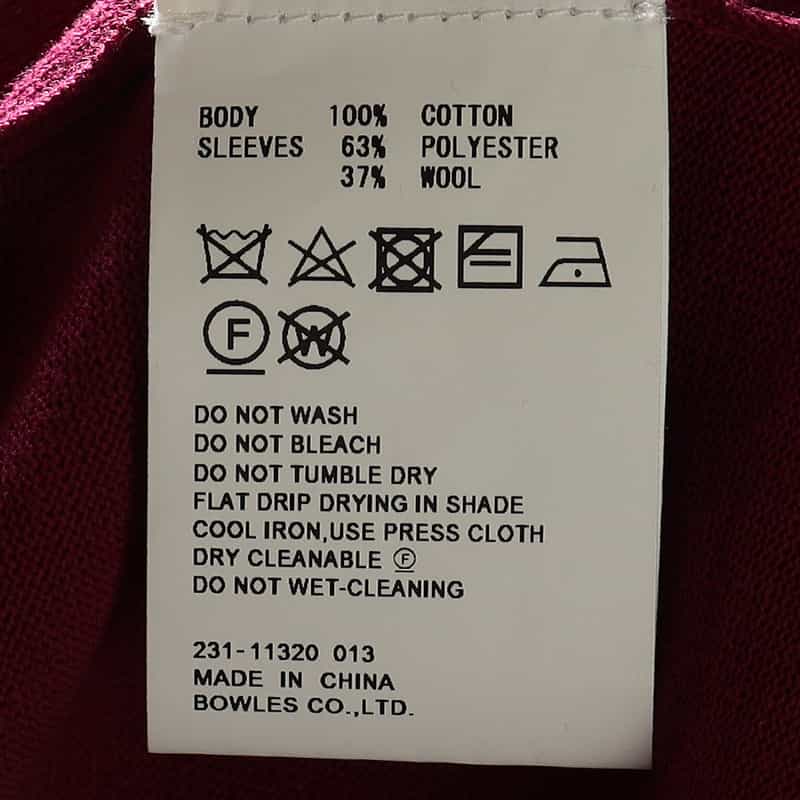 BODY 100% COTTON
SLEEVES 63% POLYESTER
37% WOOL
F W
DO NOT WASH
DO NOT BLEACH
DO NOT TUMBLE DRY
FLAT DRIP DRYING IN SHADE
COOL IRON,USE PRESS CLOTH
DRY CLEANABLE Ⓕ
DO NOT WET-CLEANING
231-11320 013
MADE IN CHINA
BOWLES CO.,LTD.